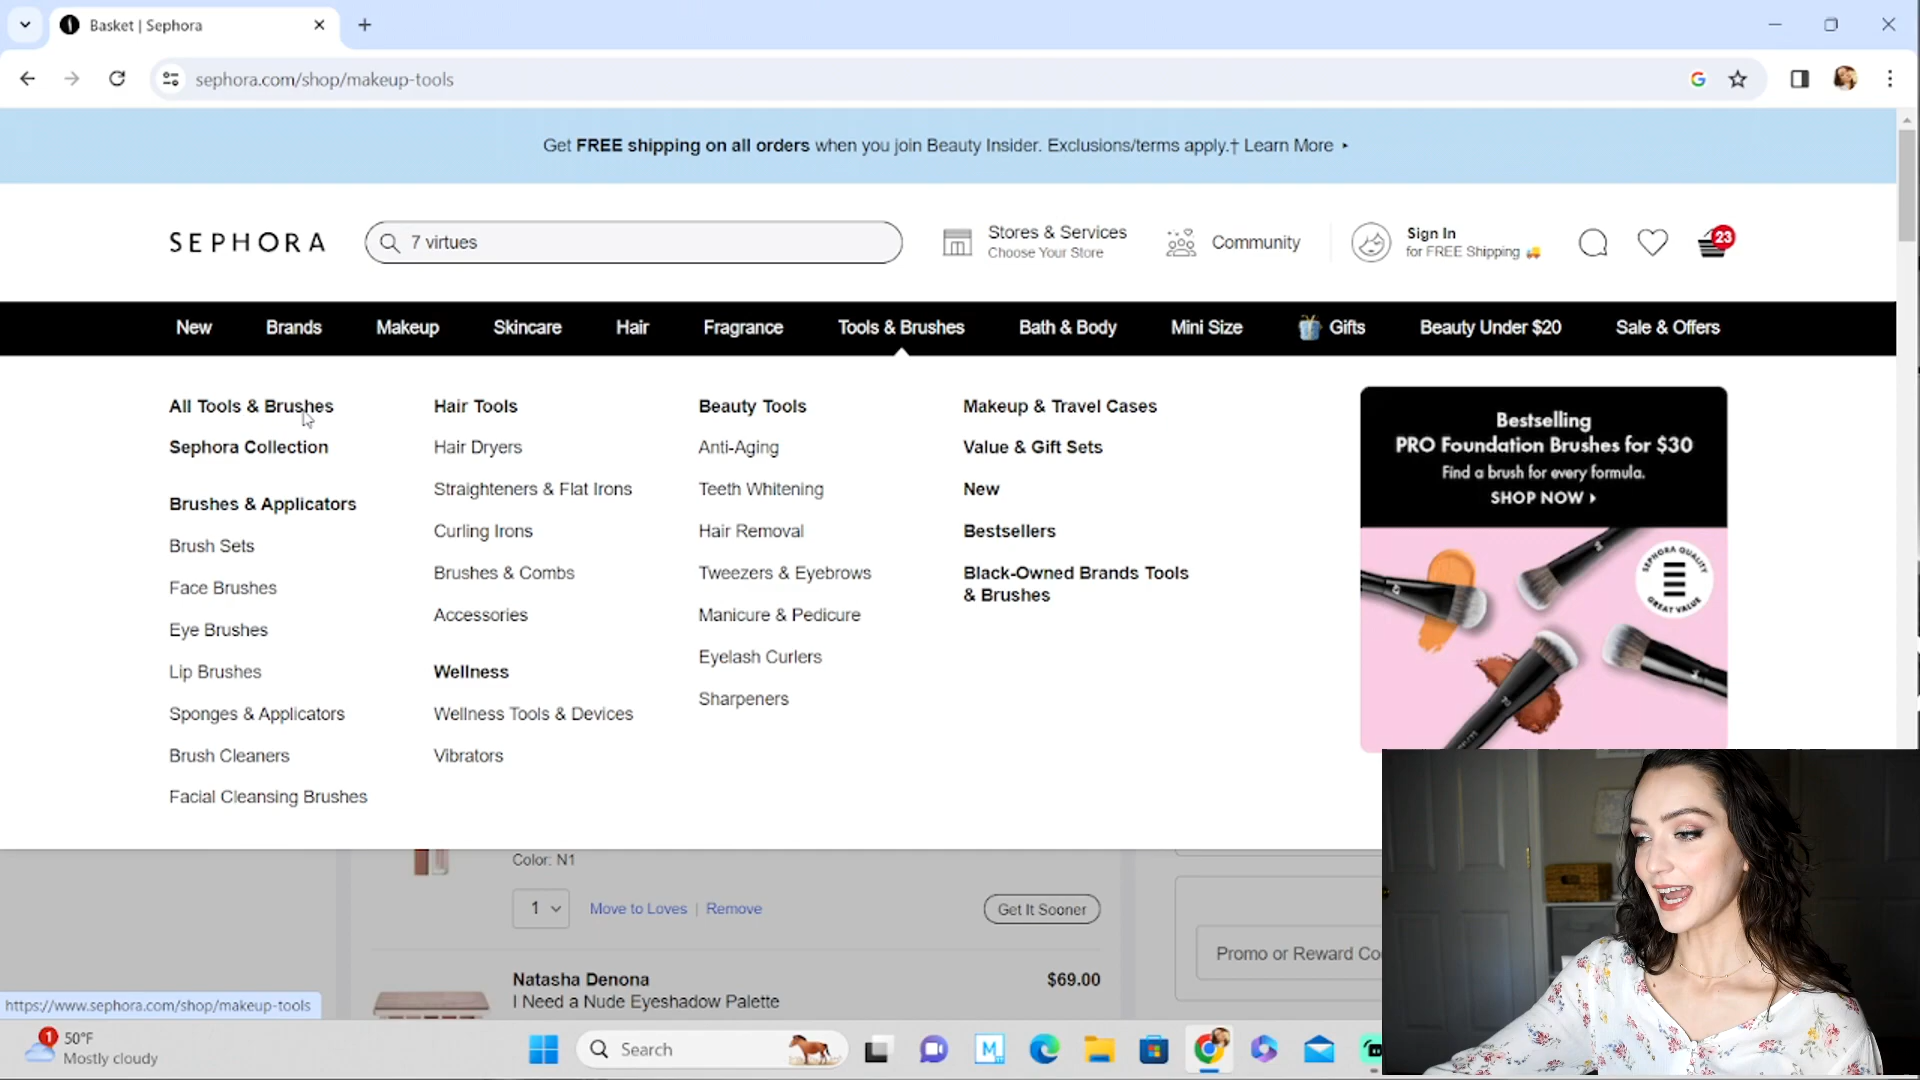 Basket | Sephora
sephora.com/shop/makeup-tools
Get FREE shipping on all orders when you join Beauty Insider. Exclusions/terms apply.† Learn More ▸
SEPHORA
7 virtues
Stores & Services
Choose Your Store
Community
Sign In
for FREE Shipping 🚚
23
New
Brands
Makeup
Skincare
Hair
Fragrance
Tools & Brushes
Bath & Body
Mini Size
Gifts
Beauty Under $20
Sale & Offers
All Tools & Brushes
Sephora Collection
Brushes & Applicators
Brush Sets
Face Brushes
Eye Brushes
Lip Brushes
Sponges & Applicators
Brush Cleaners
Facial Cleansing Brushes
Hair Tools
Hair Dryers
Straighteners & Flat Irons
Curling Irons
Brushes & Combs
Accessories
Wellness
Wellness Tools & Devices
Vibrators
Beauty Tools
Anti-Aging
Teeth Whitening
Hair Removal
Tweezers & Eyebrows
Manicure & Pedicure
Eyelash Curlers
Sharpeners
Makeup & Travel Cases
Value & Gift Sets
New
Bestsellers
Black-Owned Brands Tools
& Brushes
Bestselling
PRO Foundation Brushes for $30
Find a brush for every formula.
SHOP NOW ▸
SEPHORA QUALITY
GREAT VALUE
Color: N1
1
Move to Loves | Remove
Get It Sooner
Promo or Reward Co
Natasha Denona
$69.00
I Need a Nude Eyeshadow Palette
https://www.sephora.com/shop/makeup-tools
1
50°F
Mostly cloudy
Search
M